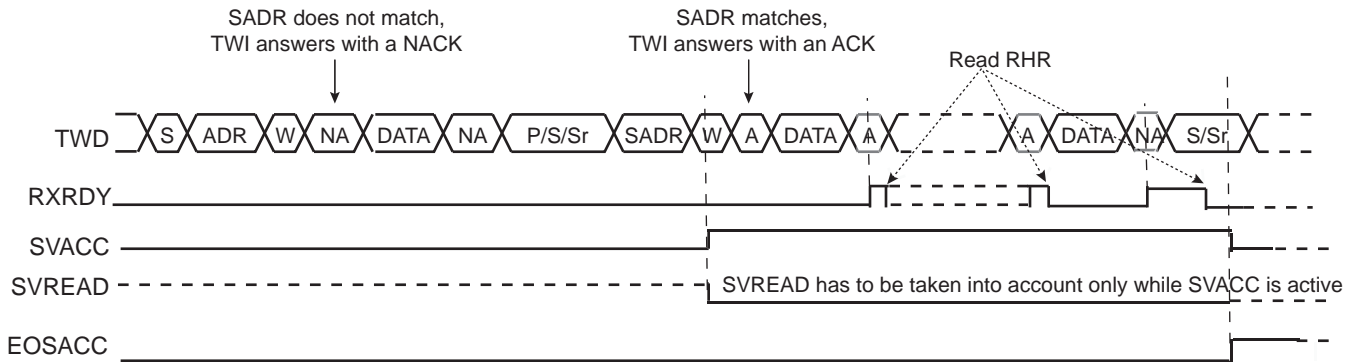 SADR does not match,
TWI answers with a NACK
SADR matches,
TWI answers with an ACK
Read RHR
TWD S ADR W NA DATA NA P/S/Sr SADR W A DATA A A DATA NA S/Sr
RXRDY
SVACC
SVREAD SVREAD has to be taken into account only while SVACC is active
EOSACC